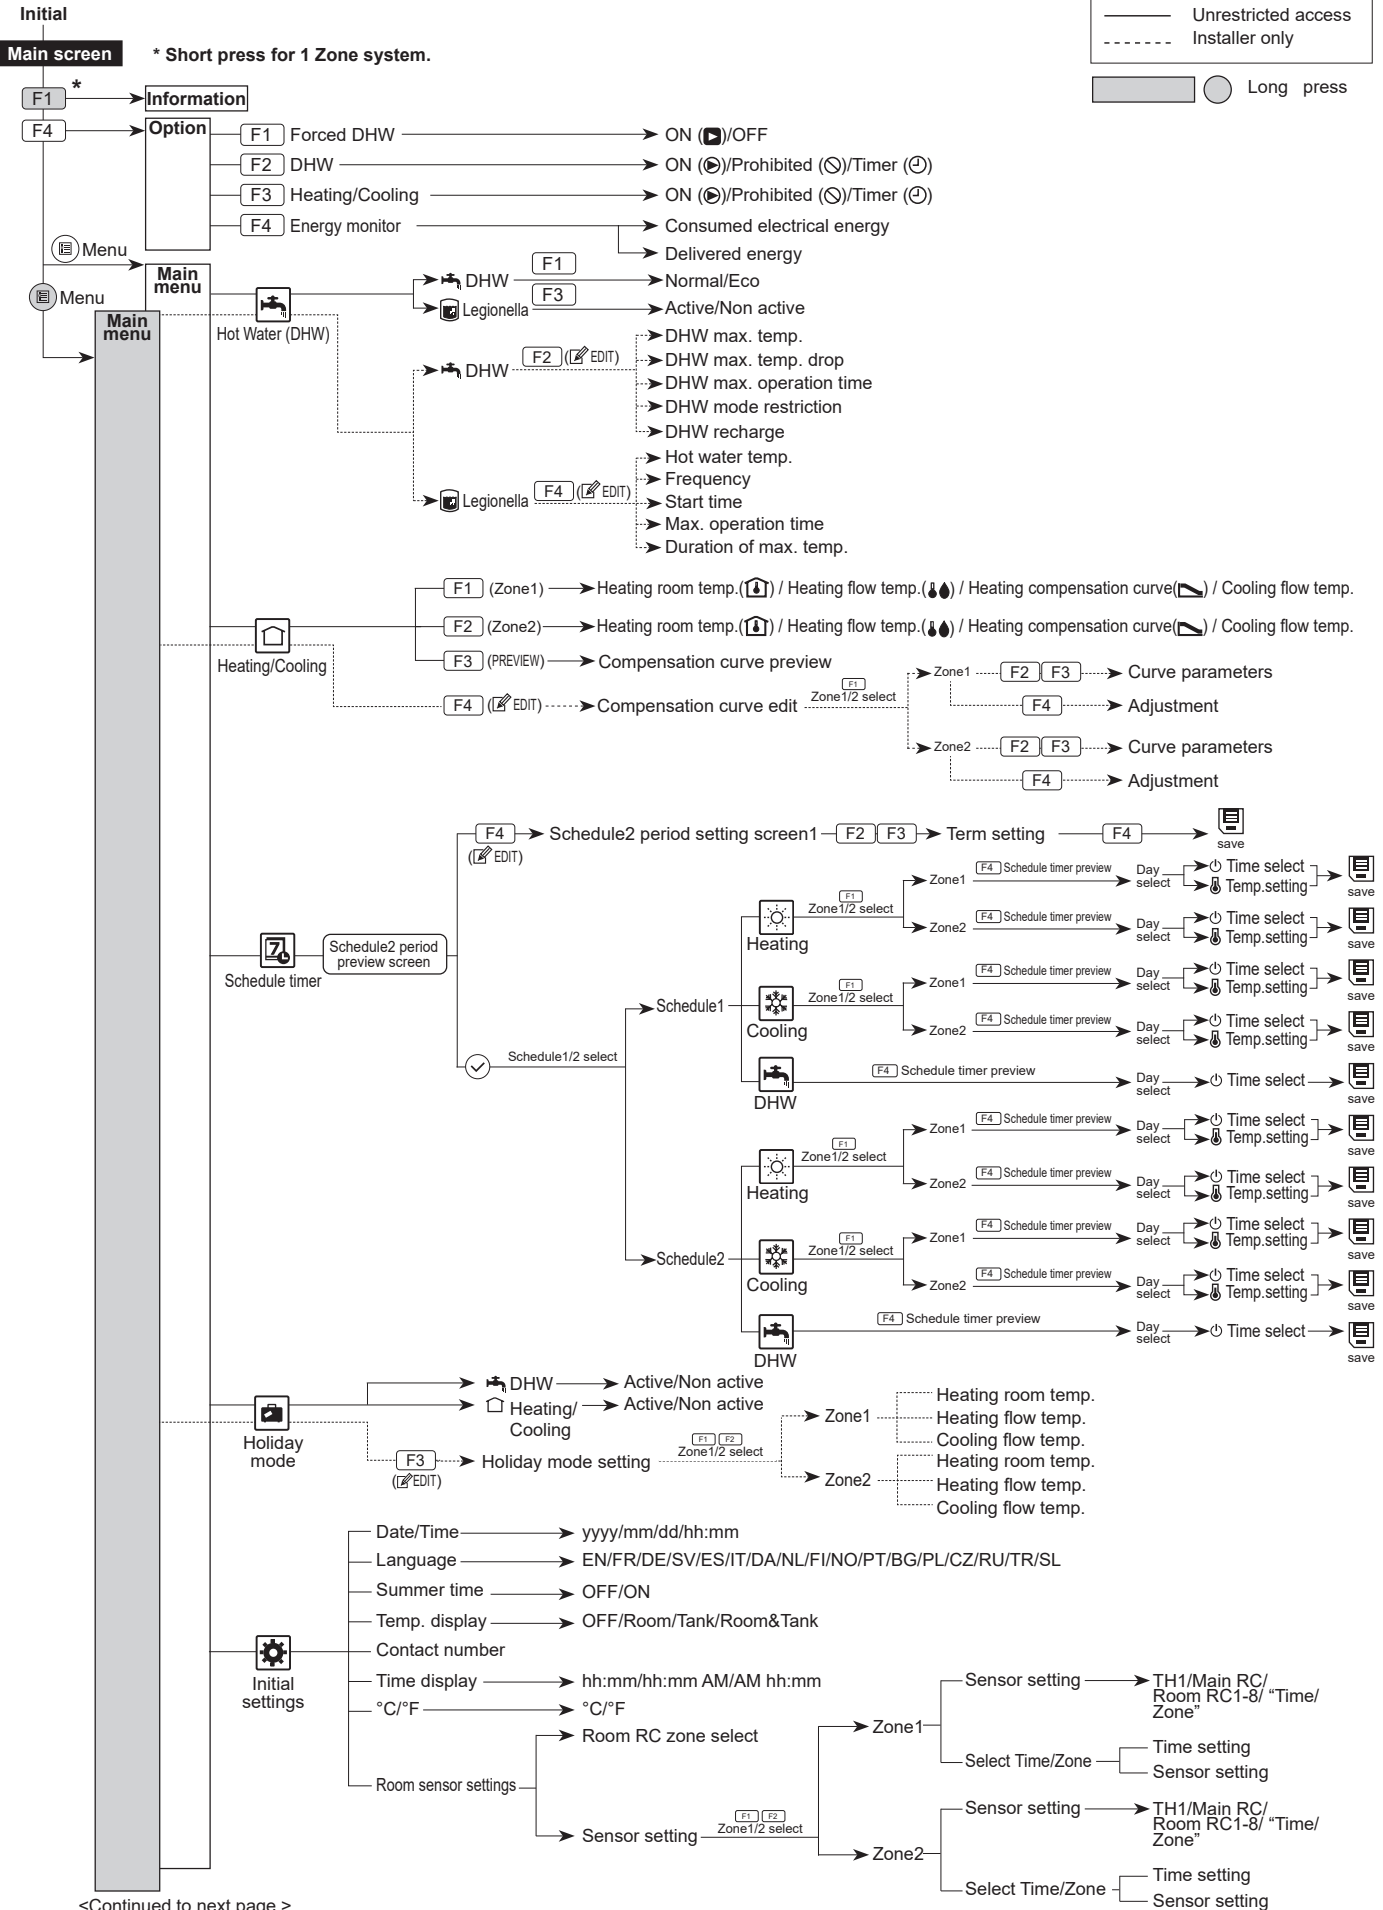 Initial
Unrestricted access
Installer only
Main screen
* Short press for 1 Zone system.
Long press
F1 * Information
F4 Option
F1 Forced DHW ON ()/OFF
F2 DHW ON ()/Prohibited ()/Timer ()
F3 Heating/Cooling ON ()/Prohibited ()/Timer ()
F4 Energy monitor Consumed electrical energy
Delivered energy
Menu
Main
menu
Menu
Main
menu
Hot Water (DHW)
DHW F1 Normal/Eco
Legionella F3 Active/Non active
DHW F2 (EDIT)
DHW max. temp.
DHW max. temp. drop
DHW max. operation time
DHW mode restriction
DHW recharge
Legionella F4 (EDIT)
Hot water temp.
Frequency
Start time
Max. operation time
Duration of max. temp.
Heating/Cooling
F1 (Zone1) Heating room temp.() / Heating flow temp.() / Heating compensation curve() / Cooling flow temp.
F2 (Zone2) Heating room temp.() / Heating flow temp.() / Heating compensation curve() / Cooling flow temp.
F3 (PREVIEW) Compensation curve preview
F4 (EDIT) Compensation curve edit
F1
Zone1/2 select
Zone1 F2 F3 Curve parameters
F4 Adjustment
Zone2 F2 F3 Curve parameters
F4 Adjustment
Schedule timer
7
Schedule2 period
preview screen
F4 Schedule2 period setting screen1 F2 F3 Term setting F4 save
(EDIT)
Schedule1/2 select
Schedule1
Heating
F1
Zone1/2 select
Zone1 F4 Schedule timer preview Day select Time select Temp.setting save
Zone2 F4 Schedule timer preview Day select Time select Temp.setting save
Cooling
F1
Zone1/2 select
Zone1 F4 Schedule timer preview Day select Time select Temp.setting save
Zone2 F4 Schedule timer preview Day select Time select Temp.setting save
DHW
F4 Schedule timer preview Day select Time select save
Schedule2
Heating
F1
Zone1/2 select
Zone1 F4 Schedule timer preview Day select Time select Temp.setting save
Zone2 F4 Schedule timer preview Day select Time select Temp.setting save
Cooling
F1
Zone1/2 select
Zone1 F4 Schedule timer preview Day select Time select Temp.setting save
Zone2 F4 Schedule timer preview Day select Time select Temp.setting save
DHW
F4 Schedule timer preview Day select Time select save
Holiday
mode
DHW Active/Non active
Heating/
Cooling Active/Non active
F3 Holiday mode setting
(EDIT)
F1 F2
Zone1/2 select
Zone1
Heating room temp.
Heating flow temp.
Cooling flow temp.
Zone2
Heating room temp.
Heating flow temp.
Cooling flow temp.
Initial
settings
Date/Time yyyy/mm/dd/hh:mm
Language EN/FR/DE/SV/ES/IT/DA/NL/FI/NO/PT/BG/PL/CZ/RU/TR/SL
Summer time OFF/ON
Temp. display OFF/Room/Tank/Room&Tank
Contact number
Time display hh:mm/hh:mm AM/AM hh:mm
°C/°F °C/°F
Room sensor settings
Room RC zone select
Sensor setting
F1 F2
Zone1/2 select
Zone1
Sensor setting TH1/Main RC/
Room RC1-8/ “Time/
Zone”
Select Time/Zone
Time setting
Sensor setting
Zone2
Sensor setting TH1/Main RC/
Room RC1-8/ “Time/
Zone”
Select Time/Zone
Time setting
Sensor setting
<Continued to next page.>